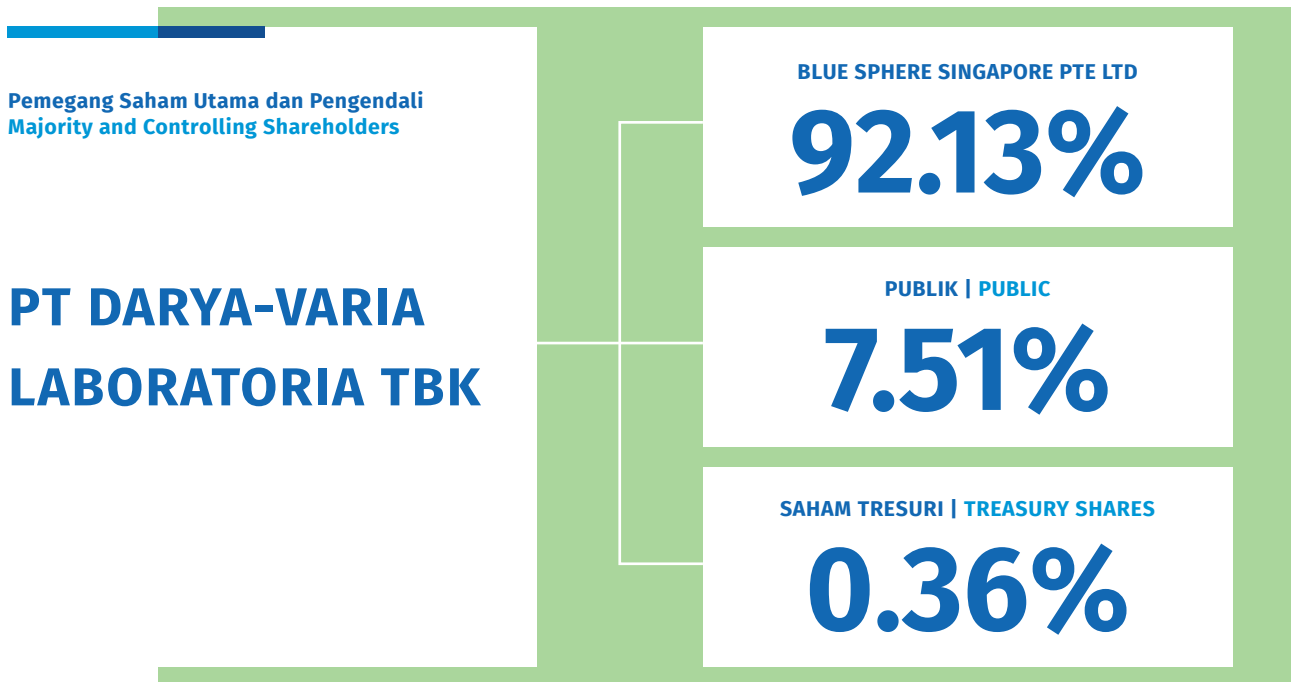 Pemegang Saham Utama dan Pengendali
Majority and Controlling Shareholders
PT DARYA-VARIA
LABORATORIA TBK
BLUE SPHERE SINGAPORE PTE LTD
92.13%
PUBLIK | PUBLIC
7.51%
SAHAM TRESURI | TREASURY SHARES
0.36%